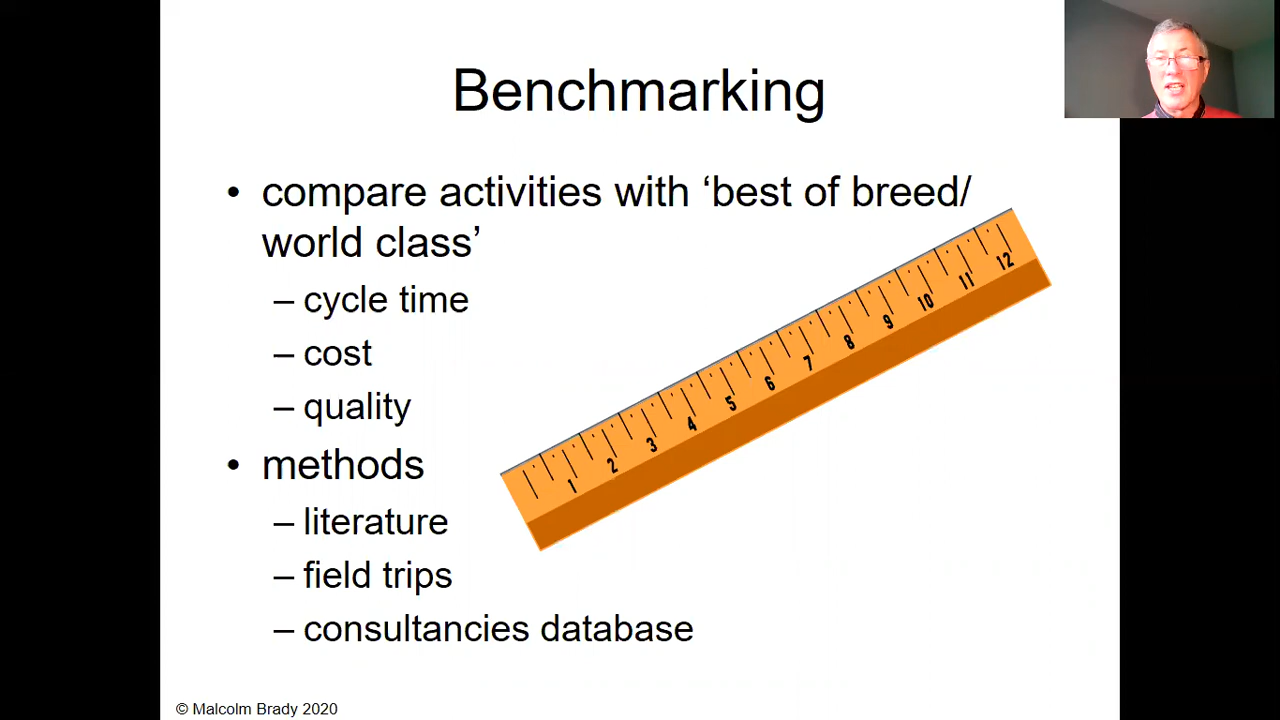 Benchmarking
• compare activities with ‘best of breed/
world class’
– cycle time
– cost
– quality
• methods
– literature
– field trips
– consultancies database
1 2 3 4 5 6 7 8 9 10 11 12
© Malcolm Brady 2020